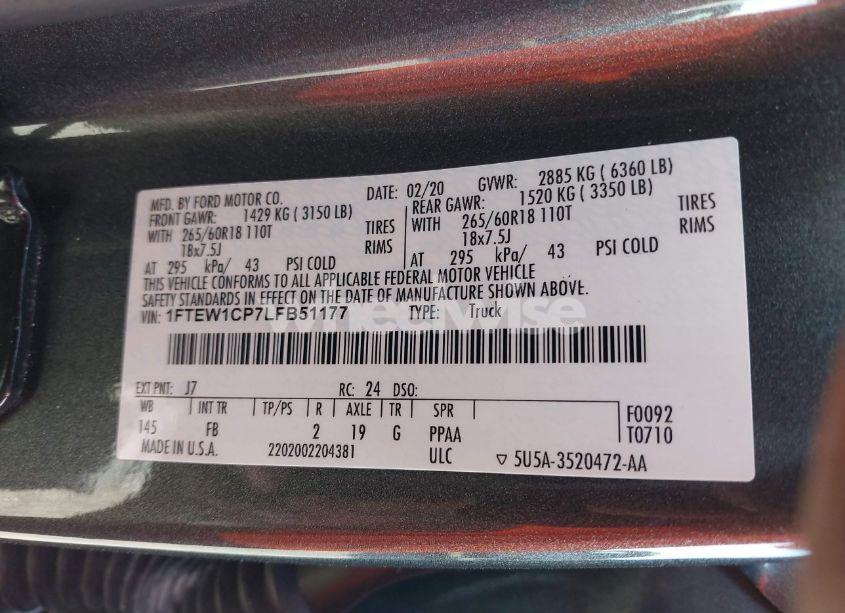 MFD. BY FORD MOTOR CO. DATE: 02/20 GVWR: 2885 KG ( 6360 LB)
FRONT GAWR: 1429 KG ( 3150 LB) REAR GAWR: 1520 KG ( 3350 LB)
WITH 265/60R18 110T TIRES WITH 265/60R18 110T TIRES
18x7.5J RIMS 18x7.5J RIMS
AT 295 kPa/ 43 PSI COLD AT 295 kPa/ 43 PSI COLD
THIS VEHICLE CONFORMS TO ALL APPLICABLE FEDERAL MOTOR VEHICLE
SAFETY STANDARDS IN EFFECT ON THE DATE OF MANUFACTURE SHOWN ABOVE.
VIN: 1FTEW1CP7LFB51177 TYPE: Truck
wheelwise
EXT PNT: J7 RC: 24 DSO:
WB INT TR TP/PS R AXLE TR SPR F0092
145 FB 2 19 G PPAA T0710
MADE IN U.S.A. 2202002204381 ULC ▽ 5U5A-3520472-AA